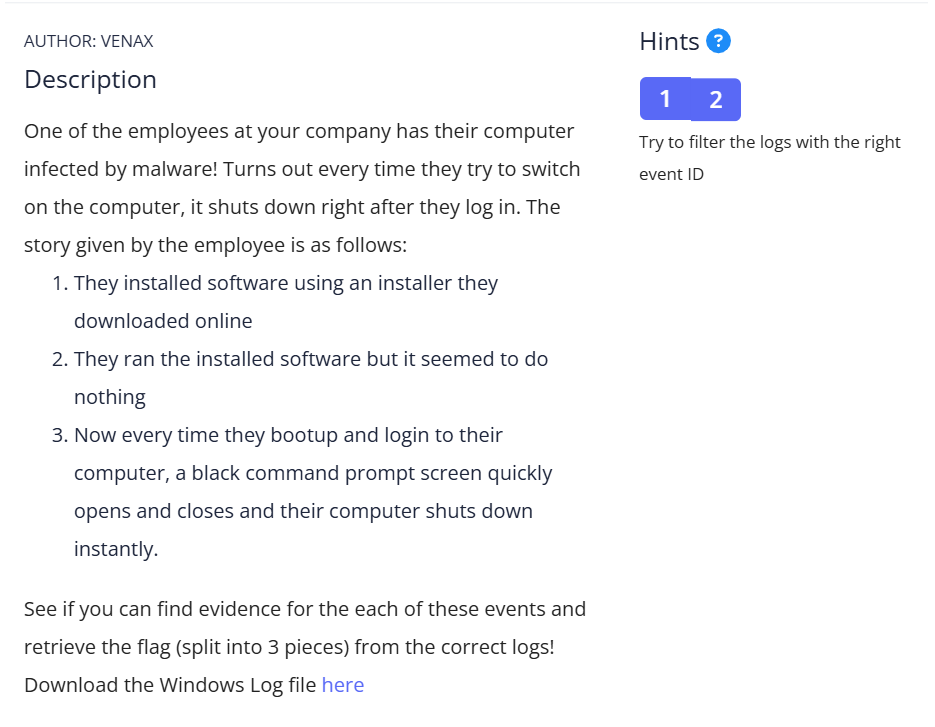 AUTHOR: VENAX
Description
One of the employees at your company has their computer
infected by malware! Turns out every time they try to switch
on the computer, it shuts down right after they log in. The
story given by the employee is as follows:
1. They installed software using an installer they
downloaded online
2. They ran the installed software but it seemed to do
nothing
3. Now every time they bootup and login to their
computer, a black command prompt screen quickly
opens and closes and their computer shuts down
instantly.
See if you can find evidence for the each of these events and
retrieve the flag (split into 3 pieces) from the correct logs!
Download the Windows Log file here
Hints ?
1 2
Try to filter the logs with the right
event ID